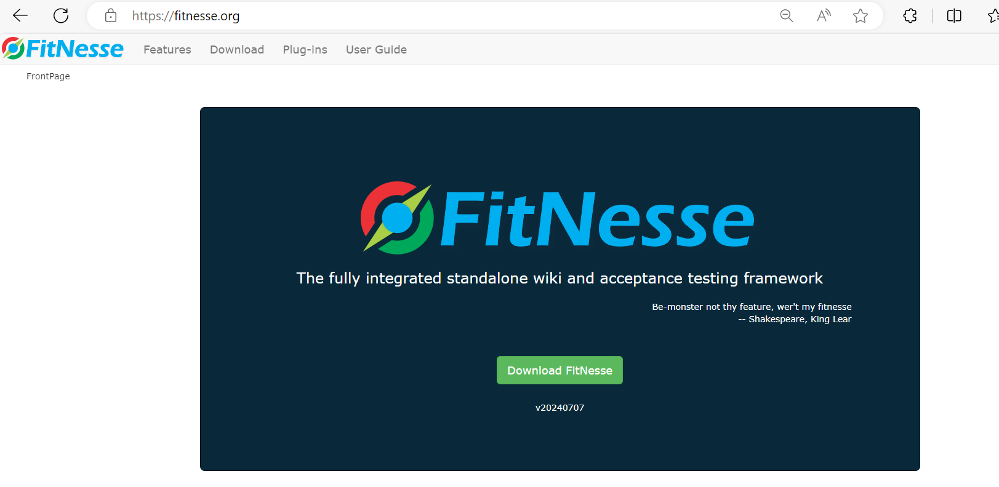 https://fitnesse.org
FitNesse Features Download Plug-ins User Guide
FrontPage
FitNesse
The fully integrated standalone wiki and acceptance testing framework
Be-monster not thy feature, wer't my fitnesse
-- Shakespeare, King Lear
Download FitNesse
v20240707